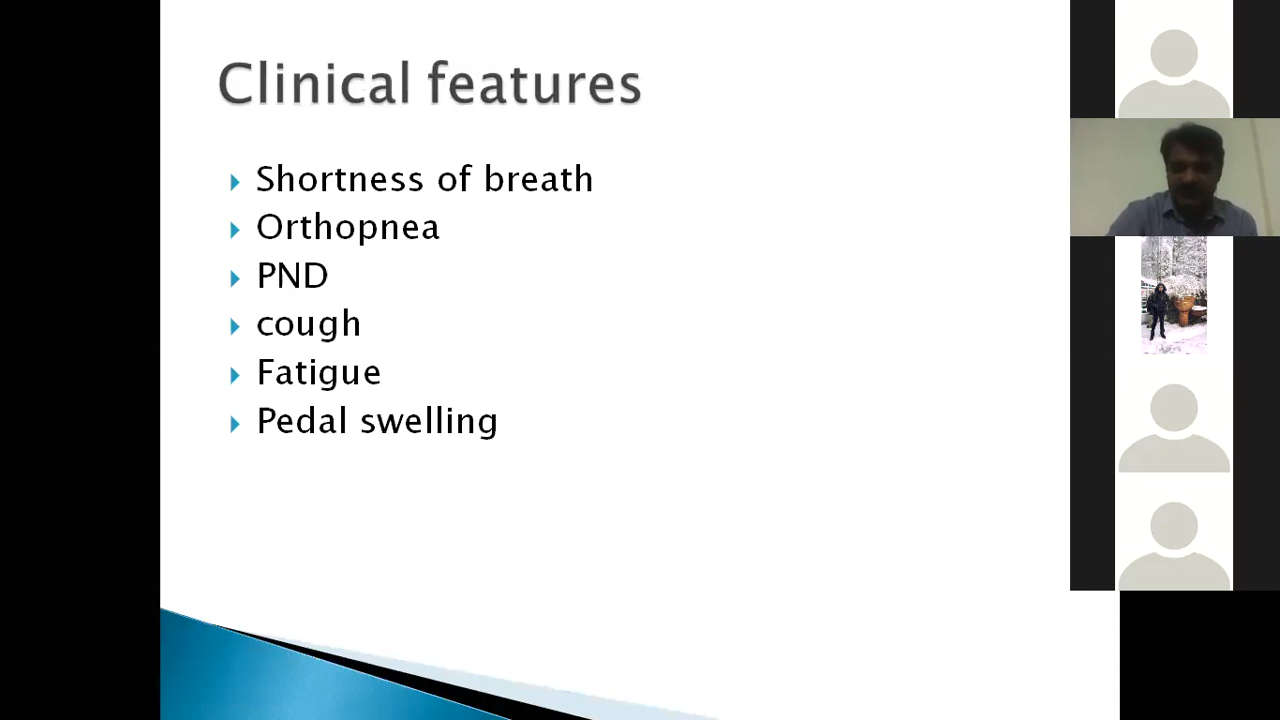 Clinical features
Shortness of breath
Orthopnea
PND
cough
Fatigue
Pedal swelling